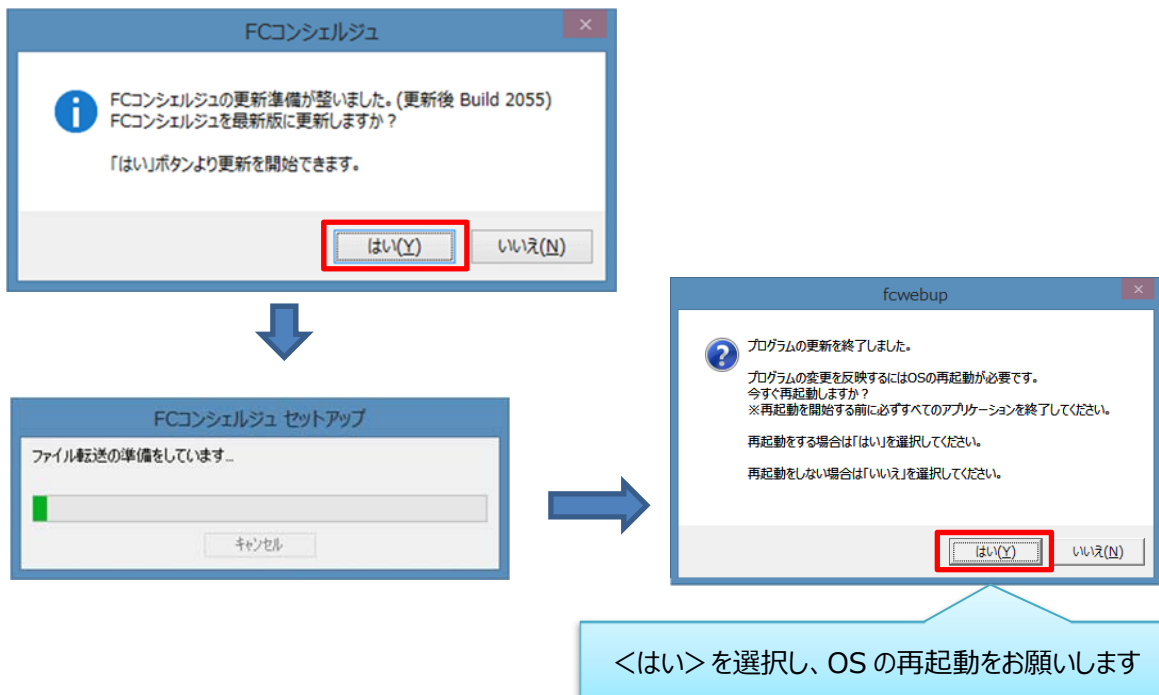 FCコンシェルジュ
FCコンシェルジュの更新準備が整いました。(更新後 Build 2055)
FCコンシェルジュを最新版に更新しますか？
「はい」ボタンより更新を開始できます。
はい(Y)
いいえ(N)
FCコンシェルジュ セットアップ
ファイル転送の準備をしています...
キャンセル
fcwebup
プログラムの更新を終了しました。
プログラムの変更を反映するにはOSの再起動が必要です。
今すぐ再起動しますか？
※再起動を開始する前に必ずすべてのアプリケーションを終了してください。
再起動をする場合は「はい」を選択してください。
再起動をしない場合は「いいえ」を選択してください。
はい(Y)
いいえ(N)
＜はい＞を選択し、OS の再起動をお願いします